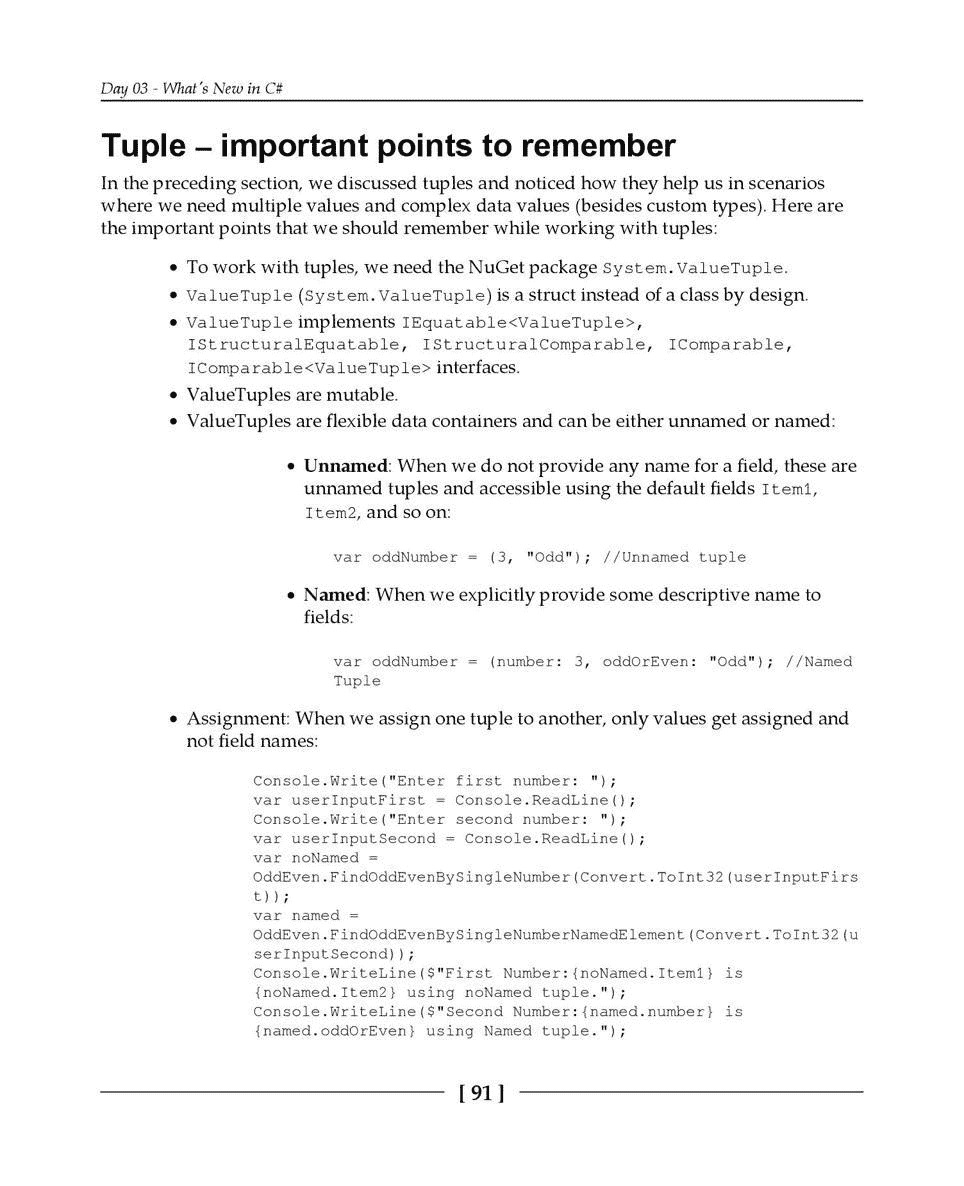 Day 03 - What's New in C#
Tuple – important points to remember
In the preceding section, we discussed tuples and noticed how they help us in scenarios
where we need multiple values and complex data values (besides custom types). Here are
the important points that we should remember while working with tuples:
• To work with tuples, we need the NuGet package System.ValueTuple.
• ValueTuple (System.ValueTuple) is a struct instead of a class by design.
• ValueTuple implements IEquatable<ValueTuple>,
IStructuralEquatable, IStructuralComparable, IComparable,
IComparable<ValueTuple> interfaces.
• ValueTuples are mutable.
• ValueTuples are flexible data containers and can be either unnamed or named:
• Unnamed: When we do not provide any name for a field, these are
unnamed tuples and accessible using the default fields Item1,
Item2, and so on:
var oddNumber = (3, "Odd"); //Unnamed tuple
• Named: When we explicitly provide some descriptive name to
fields:
var oddNumber = (number: 3, oddOrEven: "Odd"); //Named
Tuple
• Assignment: When we assign one tuple to another, only values get assigned and
not field names:
Console.Write("Enter first number: ");
var userInputFirst = Console.ReadLine();
Console.Write("Enter second number: ");
var userInputSecond = Console.ReadLine();
var noNamed =
OddEven.FindOddEvenBySingleNumber(Convert.ToInt32(userInputFirs
t));
var named =
OddEven.FindOddEvenBySingleNumberNamedElement(Convert.ToInt32(u
serInputSecond));
Console.WriteLine($"First Number:{noNamed.Item1} is
{noNamed.Item2} using noNamed tuple.");
Console.WriteLine($"Second Number:{named.number} is
{named.oddOrEven} using Named tuple.");
[ 91 ]